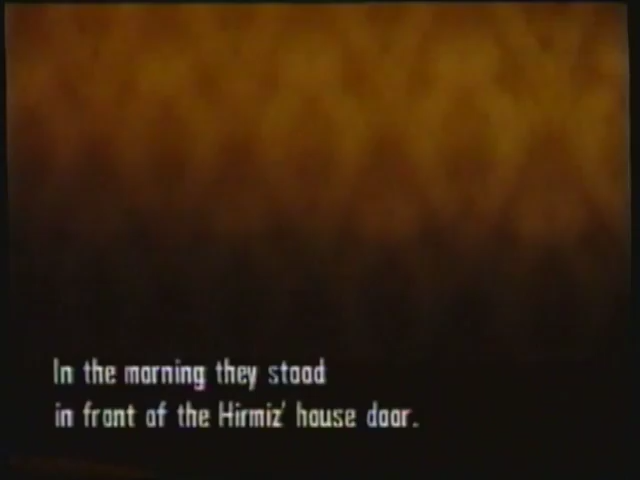 In the morning they stood
in front of the Hirmiz' house door.